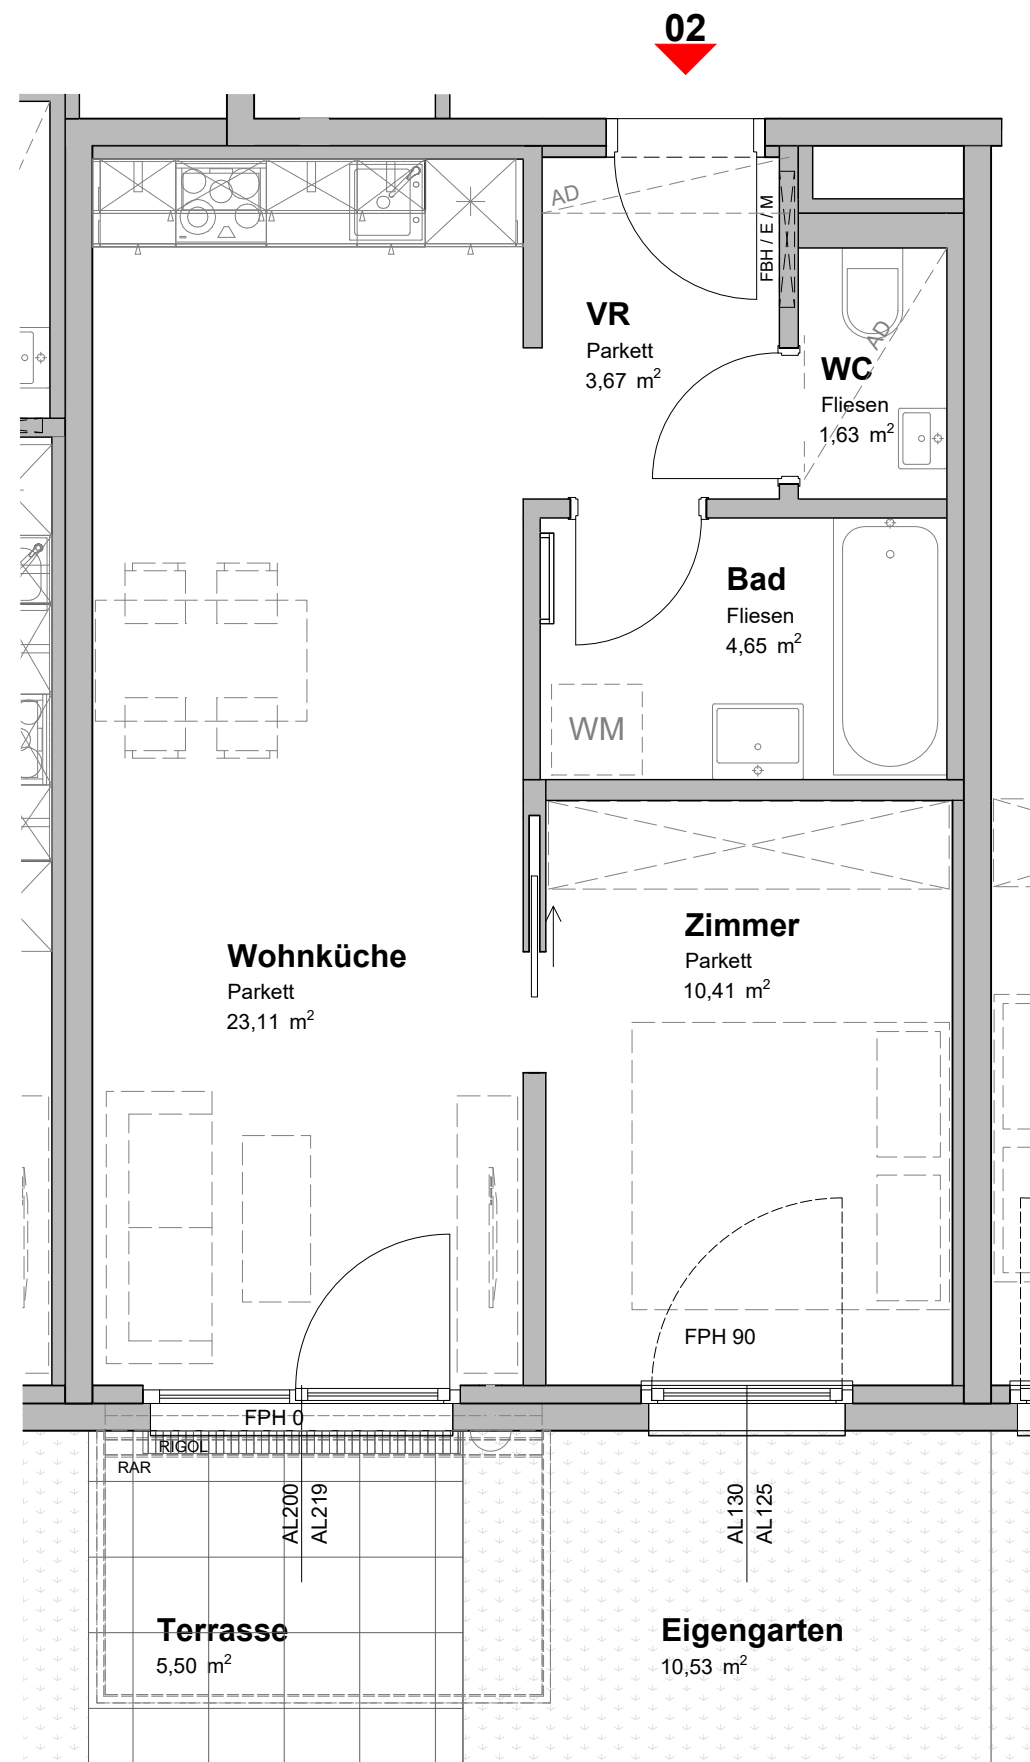 02
AD
FBH / E / M
VR
Parkett
3,67 m²
AD
WC
Fliesen
1,63 m²
Bad
Fliesen
4,65 m²
WM
Wohnküche
Parkett
23,11 m²
Zimmer
Parkett
10,41 m²
FPH 90
FPH 0
RIGOL
RAR
AL200
AL219
AL130
AL125
Terrasse
5,50 m²
Eigengarten
10,53 m²